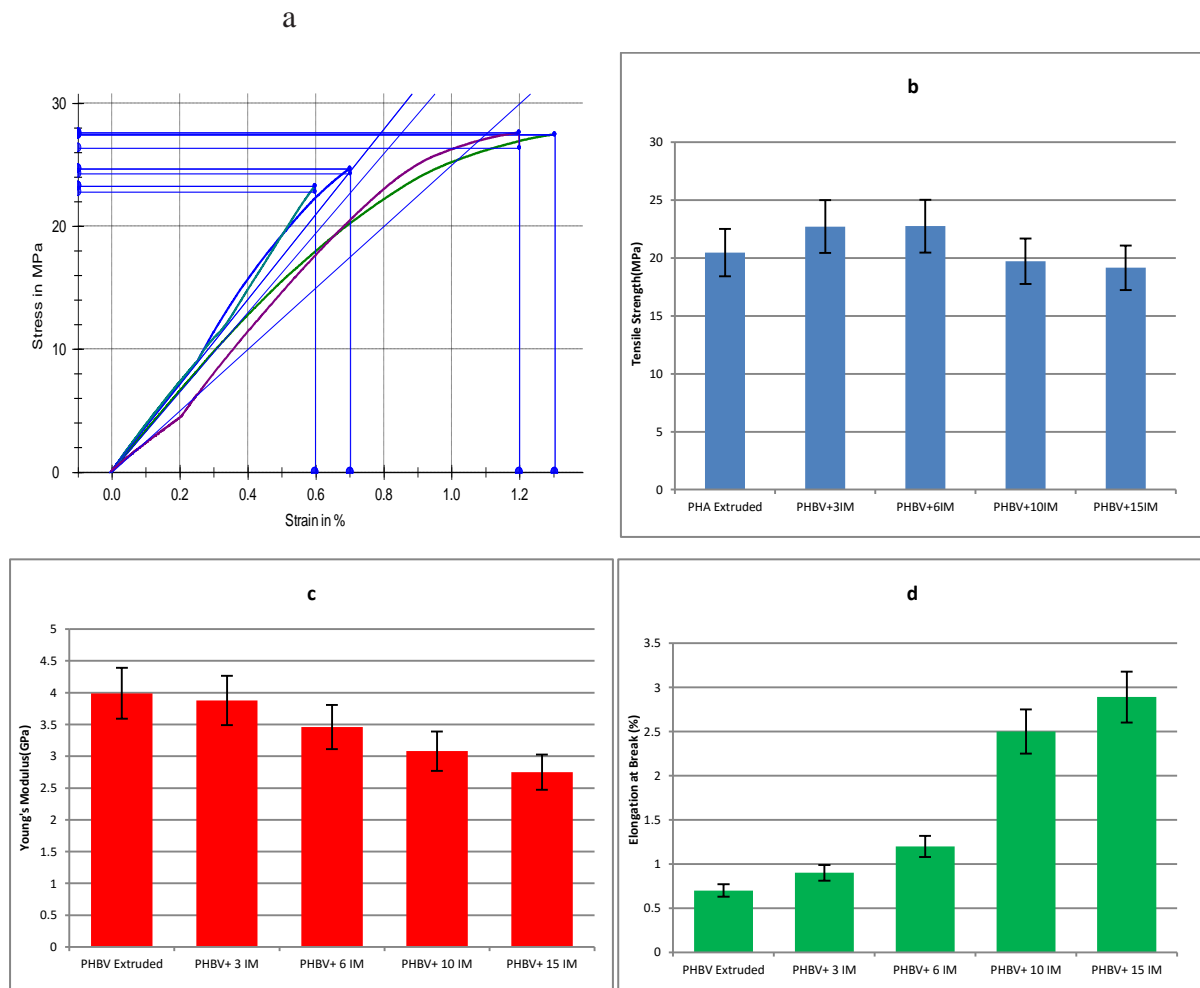 a
30
20
10
0
Stress in MPa
0.0 0.2 0.4 0.6 0.8 1.0 1.2
Strain in %
b
30
25
20
15
10
5
0
Tensile Strength(MPa)
PHA Extruded PHBV+3IM PHBV+6IM PHBV+10IM PHBV+15IM
c
5
4.5
4
3.5
3
2.5
2
1.5
1
0.5
0
Young's Modulus(GPa)
PHBV Extruded PHBV+ 3 IM PHBV+ 6 IM PHBV+ 10 IM PHBV+ 15 IM
d
3.5
3
2.5
2
1.5
1
0.5
0
Elongation at Break (%)
PHBV Extruded PHBV+ 3 IM PHBV+ 6 IM PHBV+ 10 IM PHBV+ 15 IM